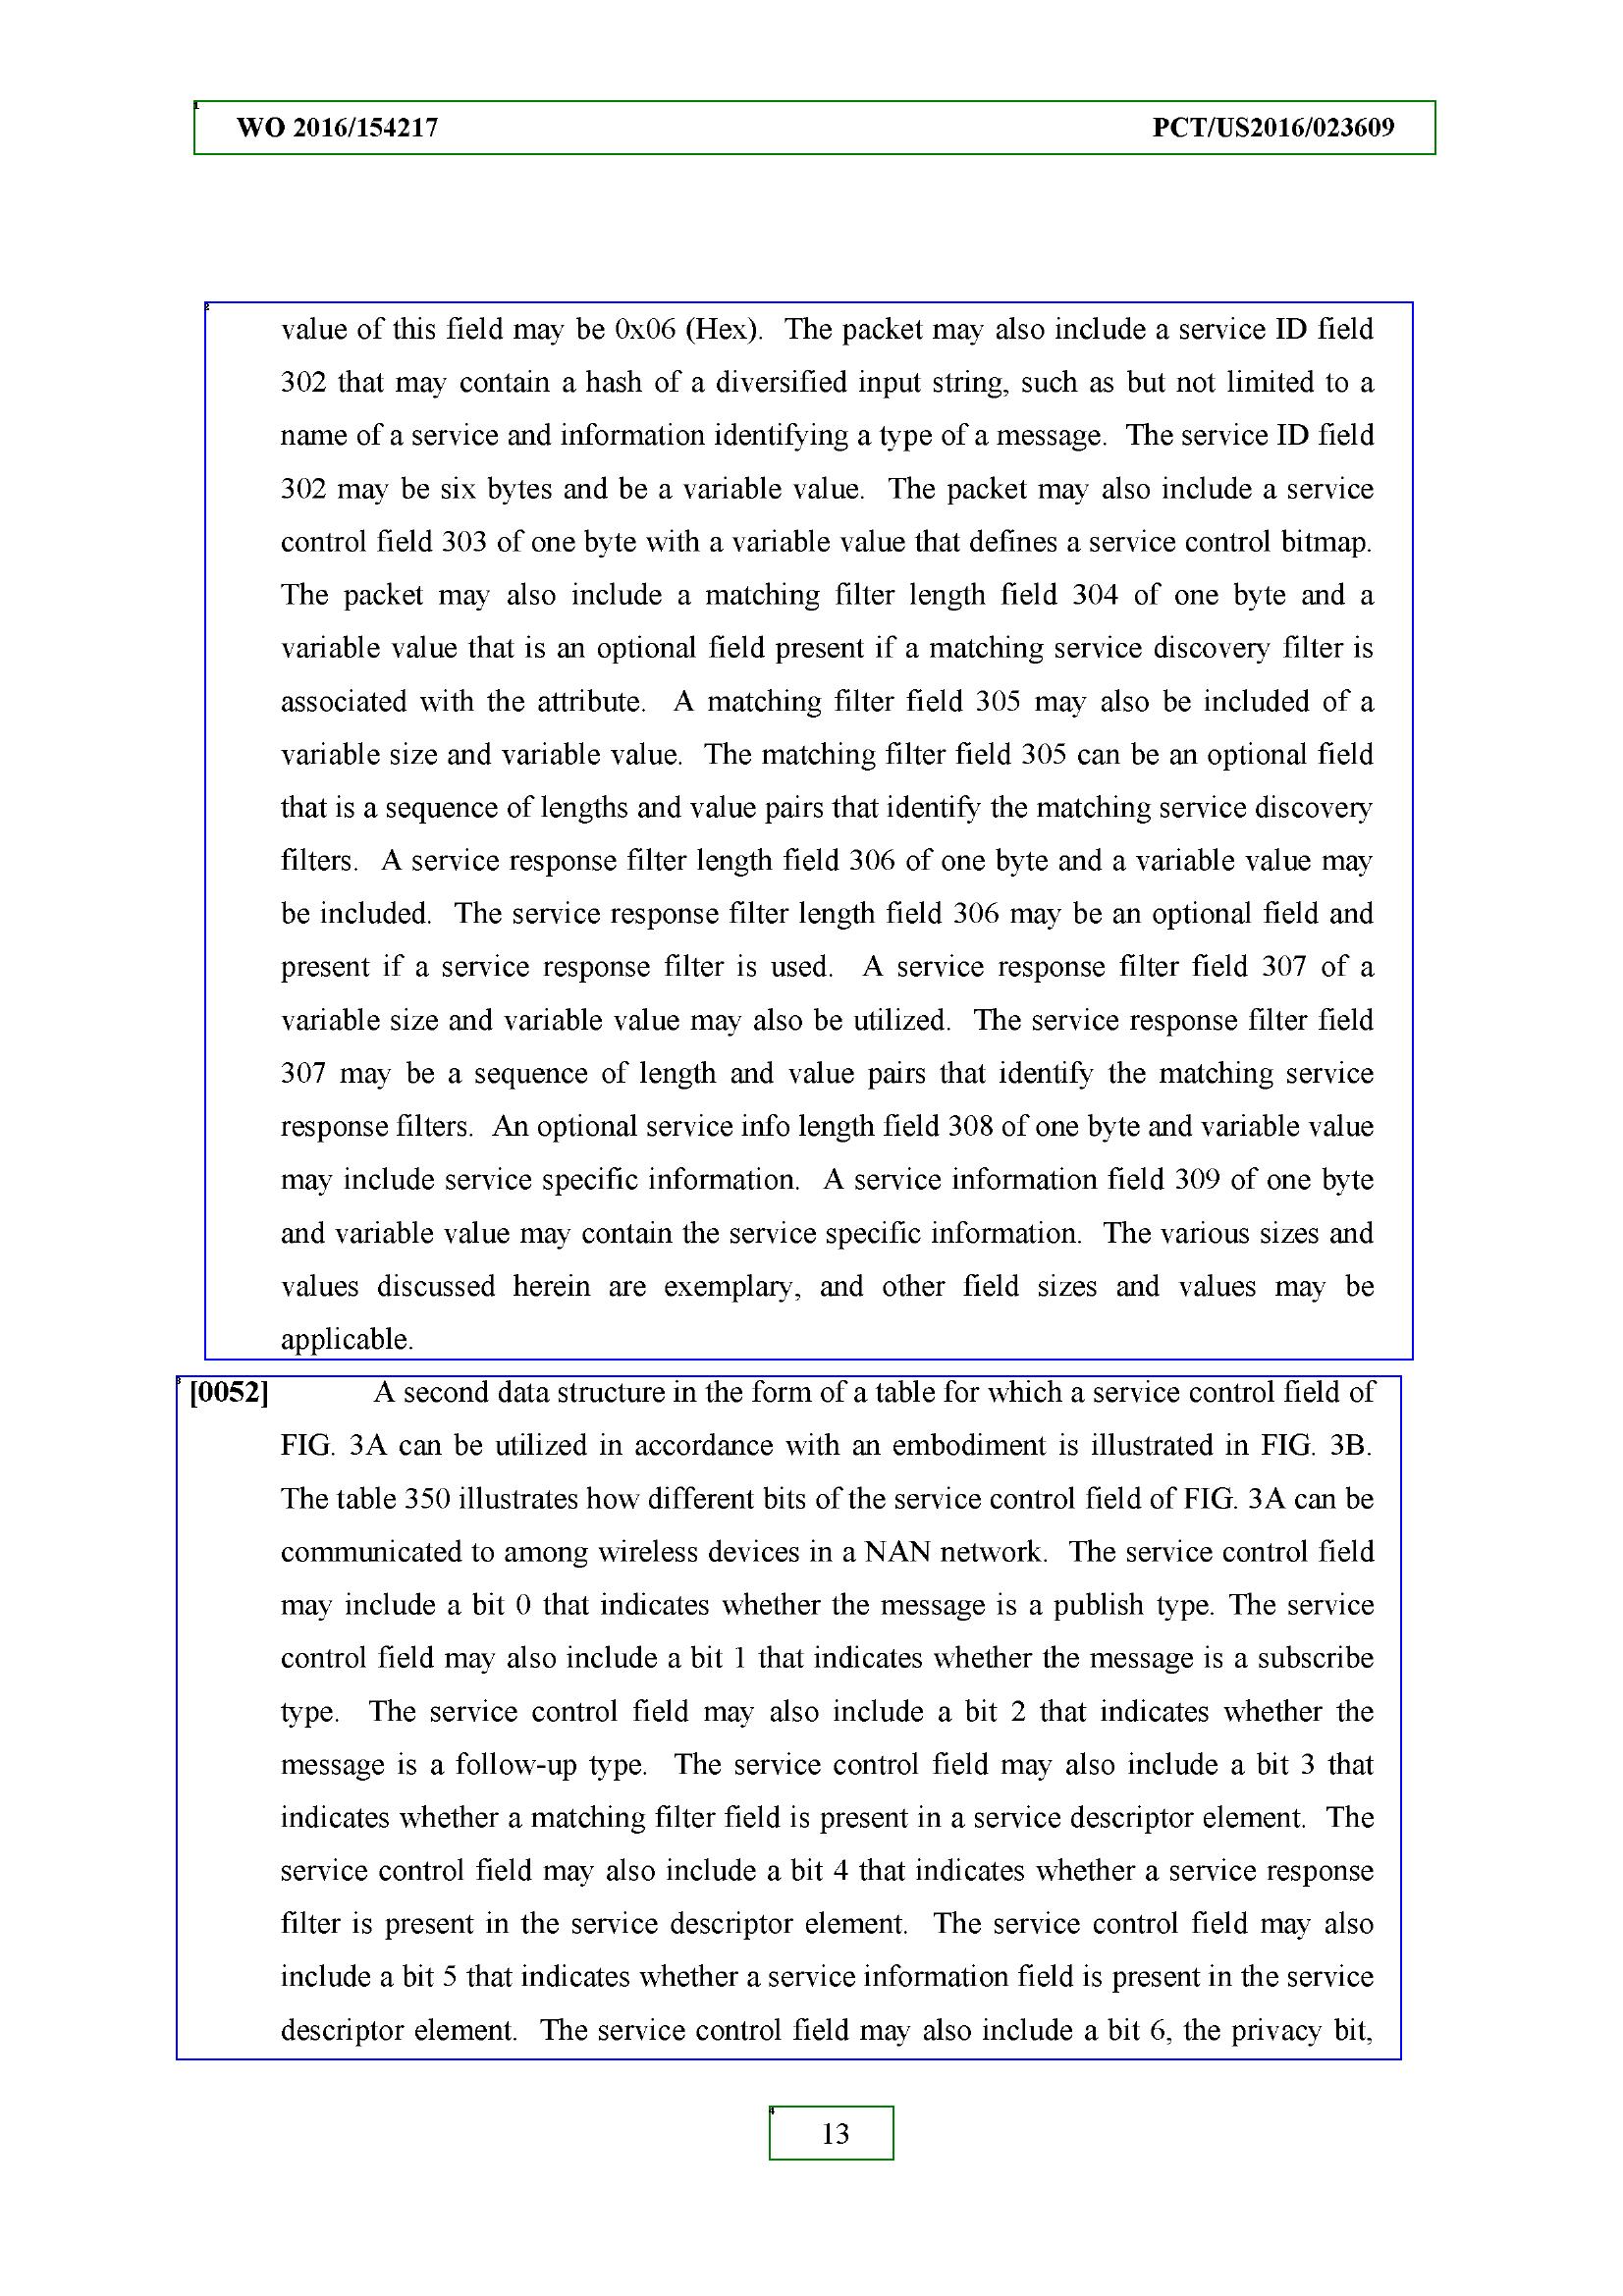 WO 2016/154217 PCT/US2016/023609
value of this field may be 0x06 (Hex). The packet may also include a service ID field
302 that may contain a hash of a diversified input string, such as but not limited to a
name of a service and information identifying a type of a message. The service ID field
302 may be six bytes and be a variable value. The packet may also include a service
control field 303 of one byte with a variable value that defines a service control bitmap.
The packet may also include a matching filter length field 304 of one byte and a
variable value that is an optional field present if a matching service discovery filter is
associated with the attribute. A matching filter field 305 may also be included of a
variable size and variable value. The matching filter field 305 can be an optional field
that is a sequence of lengths and value pairs that identify the matching service discovery
filters. A service response filter length field 306 of one byte and a variable value may
be included. The service response filter length field 306 may be an optional field and
present if a service response filter is used. A service response filter field 307 of a
variable size and variable value may also be utilized. The service response filter field
307 may be a sequence of length and value pairs that identify the matching service
response filters. An optional service info length field 308 of one byte and variable value
may include service specific information. A service information field 309 of one byte
and variable value may contain the service specific information. The various sizes and
values discussed herein are exemplary, and other field sizes and values may be
applicable.
[0052] A second data structure in the form of a table for which a service control field of
FIG. 3A can be utilized in accordance with an embodiment is illustrated in FIG. 3B.
The table 350 illustrates how different bits of the service control field of FIG. 3A can be
communicated to among wireless devices in a NAN network. The service control field
may include a bit 0 that indicates whether the message is a publish type. The service
control field may also include a bit 1 that indicates whether the message is a subscribe
type. The service control field may also include a bit 2 that indicates whether the
message is a follow-up type. The service control field may also include a bit 3 that
indicates whether a matching filter field is present in a service descriptor element. The
service control field may also include a bit 4 that indicates whether a service response
filter is present in the service descriptor element. The service control field may also
include a bit 5 that indicates whether a service information field is present in the service
descriptor element. The service control field may also include a bit 6, the privacy bit,
13